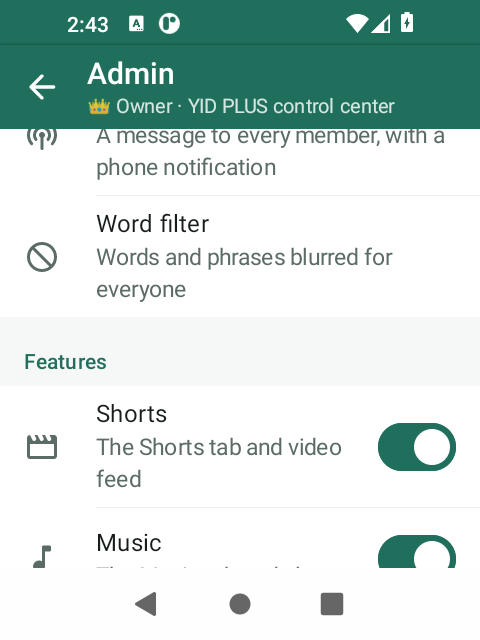 2:43
Admin
👑 Owner · YID PLUS control center
A message to every member, with a
phone notification
Word filter
Words and phrases blurred for
everyone
Features
Shorts
The Shorts tab and video
feed
Music